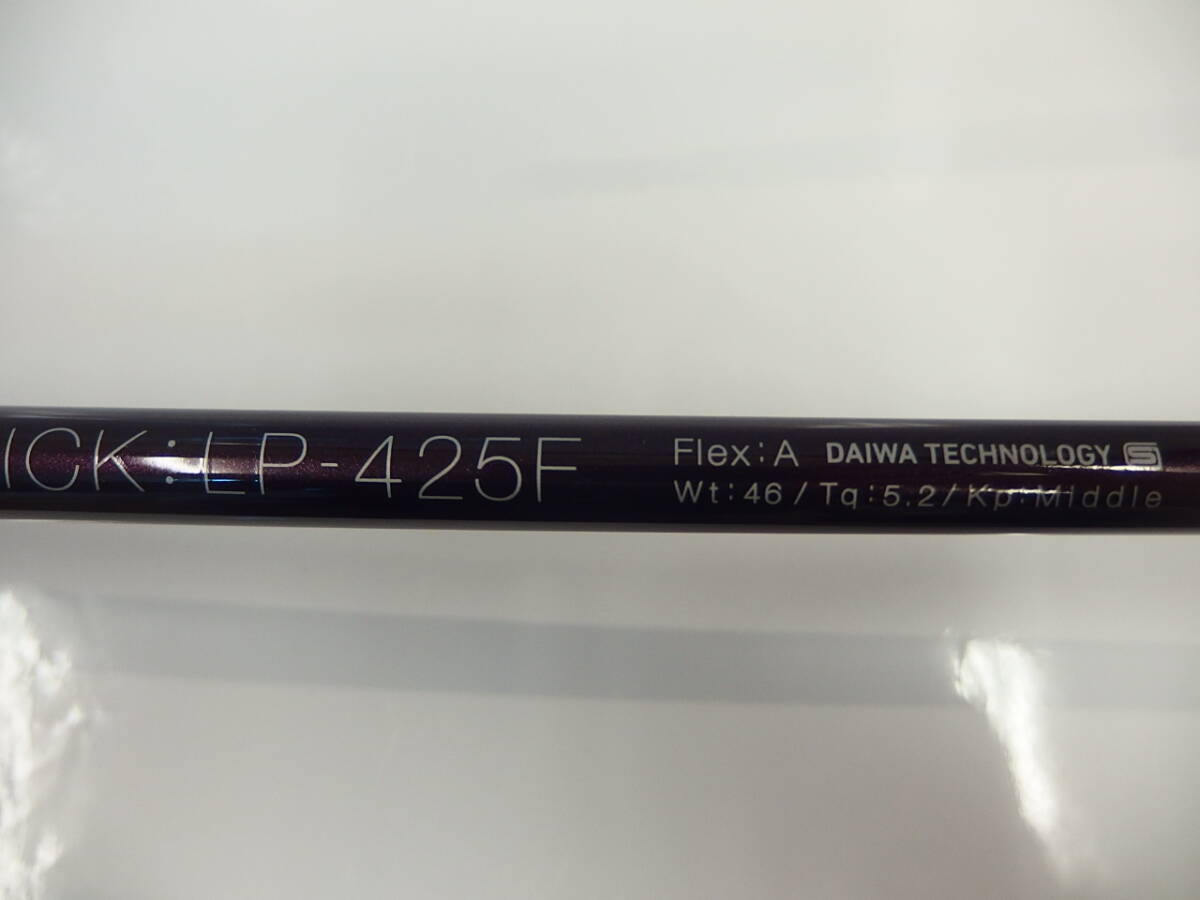 ICK:LP-425F
Flex:A DAIWA TECHNOLOGY S
Wt:46/Tq:5.2/Kp:Middle